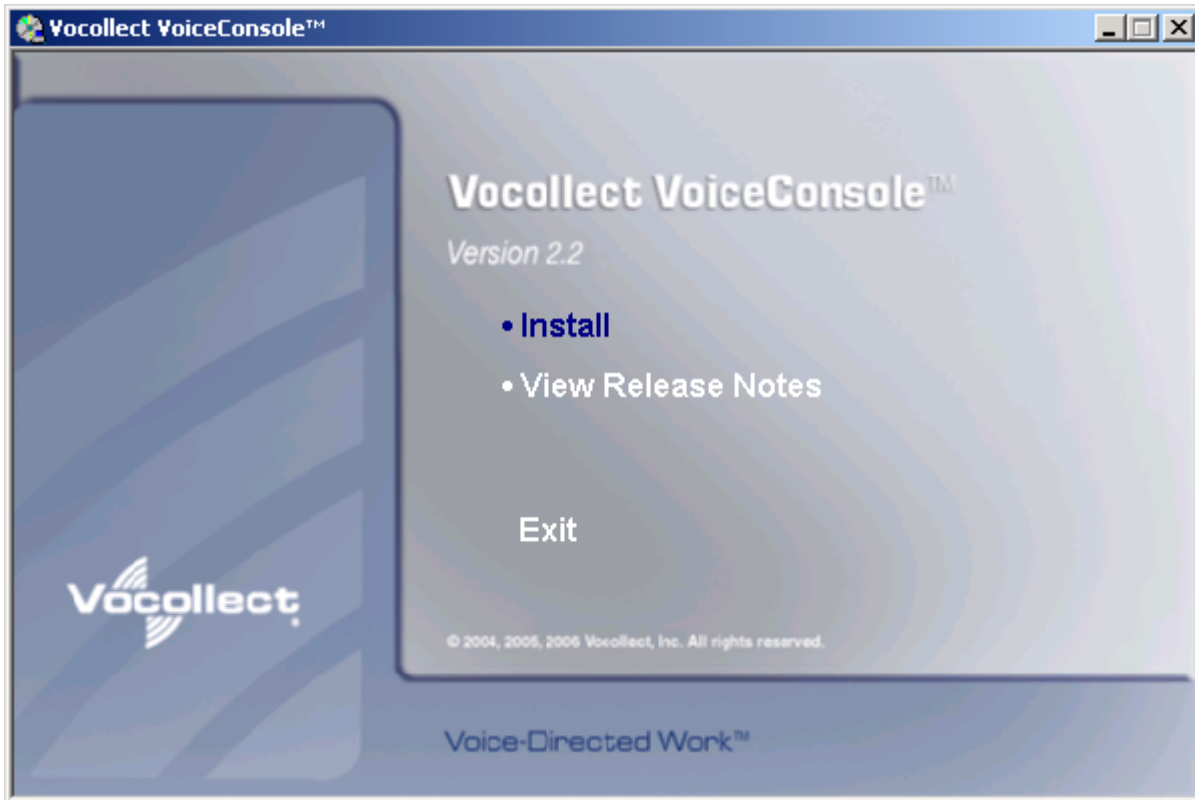 Vocollect VoiceConsole™
Vocollect VoiceConsole™
Version 2.2
• Install
• View Release Notes
Exit
Vocollect
© 2004, 2005, 2006 Vocollect, Inc. All rights reserved.
Voice-Directed Work™